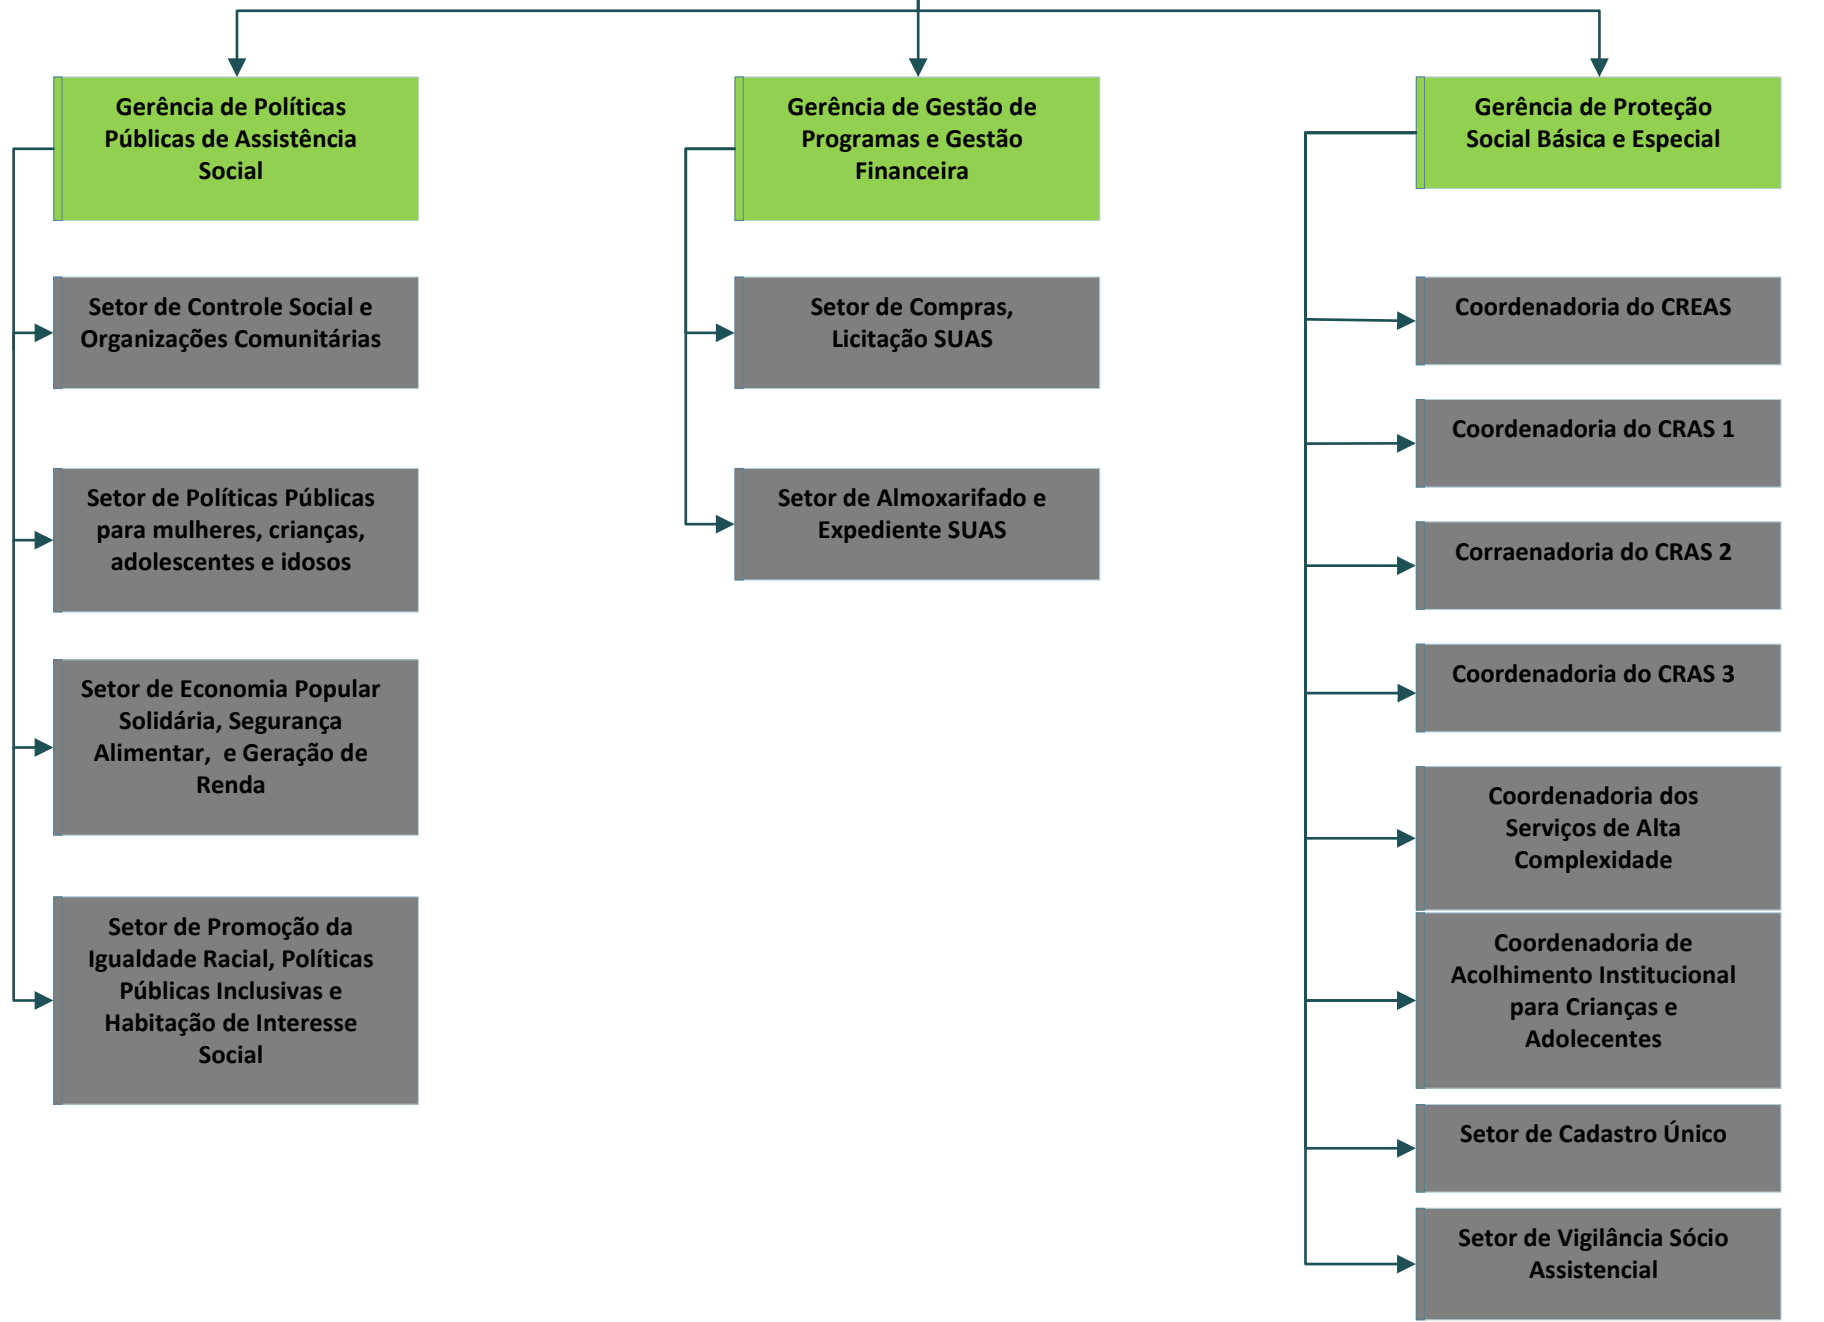 Gerência de Políticas
Públicas de Assistência
Social
Setor de Controle Social e
Organizações Comunitárias
Setor de Políticas Públicas
para mulheres, crianças,
adolescentes e idosos
Setor de Economia Popular
Solidária, Segurança
Alimentar,  e Geração de
Renda
Setor de Promoção da
Igualdade Racial, Políticas
Públicas Inclusivas e
Habitação de Interesse
Social
Gerência de Gestão de
Programas e Gestão
Financeira
Setor de Compras,
Licitação SUAS
Setor de Almoxarifado e
Expediente SUAS
Gerência de Proteção
Social Básica e Especial
Coordenadoria do CREAS
Coordenadoria do CRAS 1
Corraenadoria do CRAS 2
Coordenadoria do CRAS 3
Coordenadoria dos
Serviços de Alta
Complexidade
Coordenadoria de
Acolhimento Institucional
para Crianças e
Adolecentes
Setor de Cadastro Único
Setor de Vigilância Sócio
Assistencial